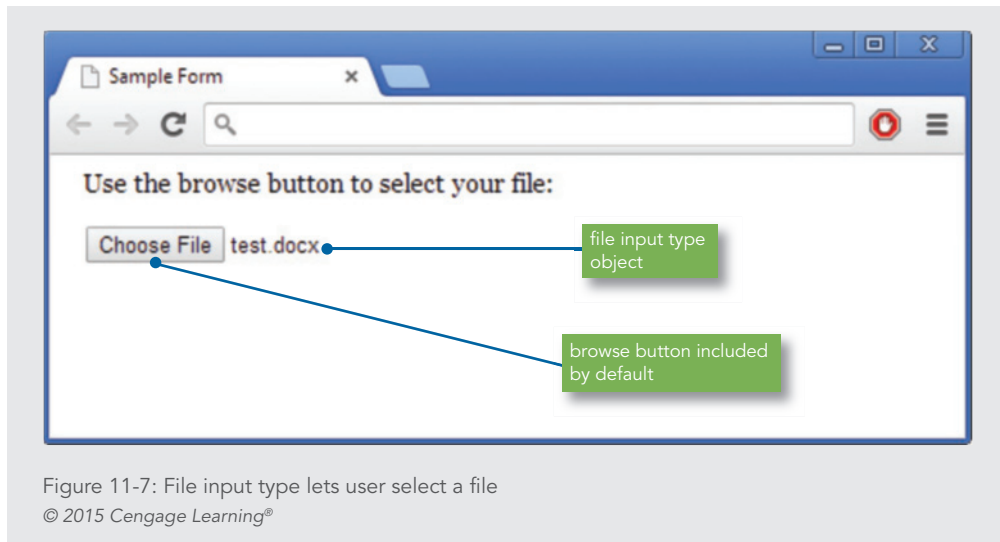 Sample Form
Use the browse button to select your file:
Choose File test.docx
file input type
object
browse button included
by default
Figure 11-7: File input type lets user select a file
© 2015 Cengage Learning®